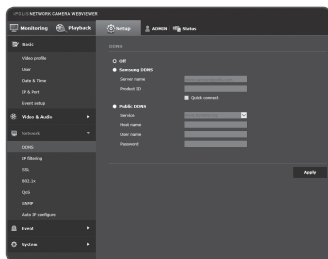 iPOLiS NETWORK CAMERA WEBVIEWER
Monitoring
Playback
Setup
ADMIN
Status
Basic
Video profile
User
Date & Time
IP & Port
Event setup
Video & Audio
Network
DDNS
IP filtering
SSL
802.1x
QoS
SNMP
Auto IP configure
Event
System
DDNS
Off
Samsung DDNS
Server name
Product ID
Quick connect
Public DDNS
Service
Host name
User name
Password
Apply